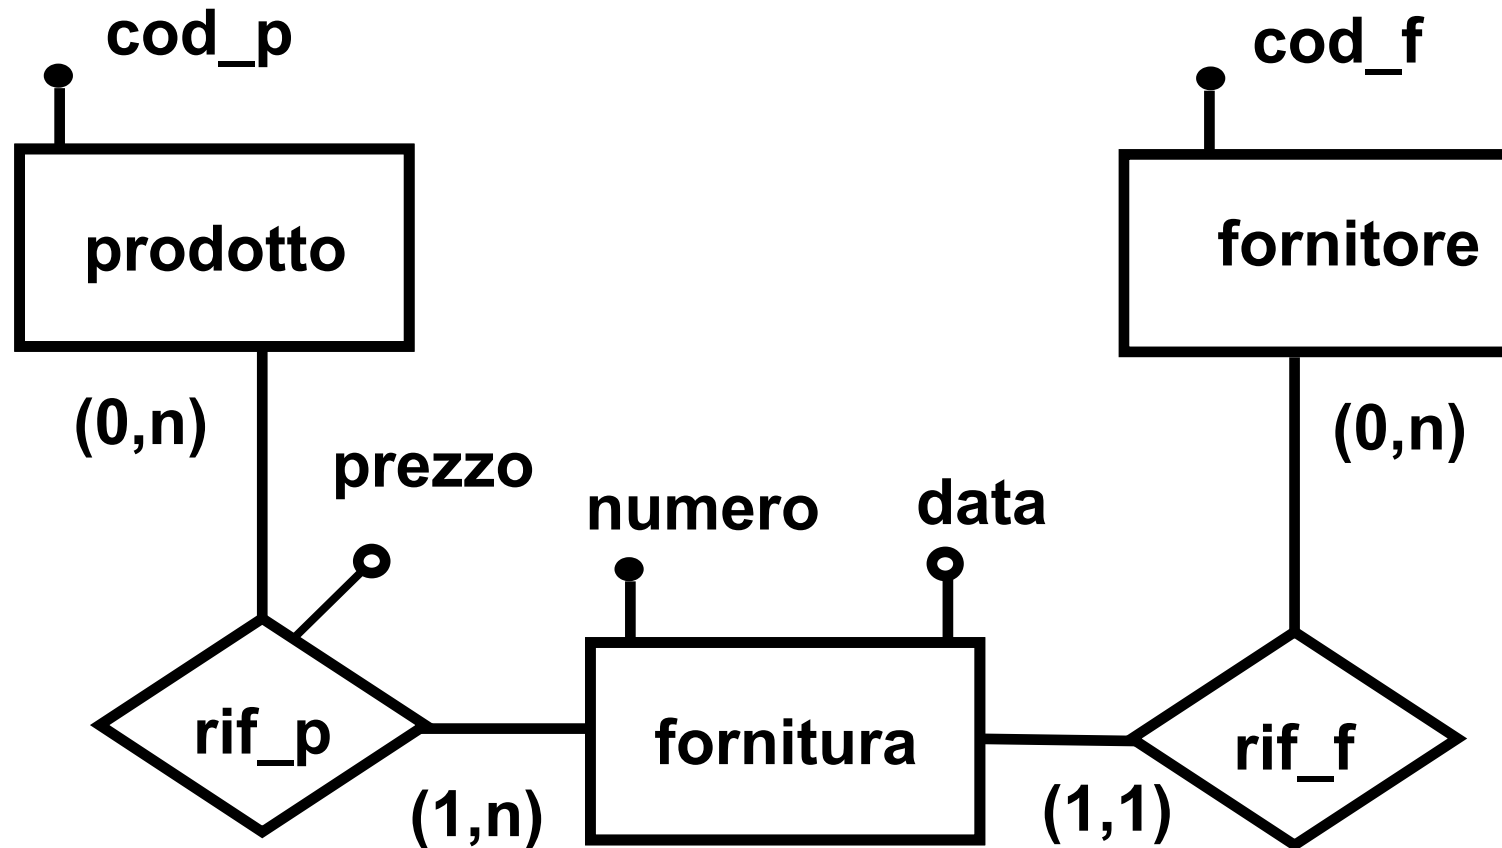 cod_p
cod_f
prodotto
fornitore
(0,n)
(0,n)
prezzo
numero
data
rif_p
fornitura
rif_f
(1,n)
(1,1)